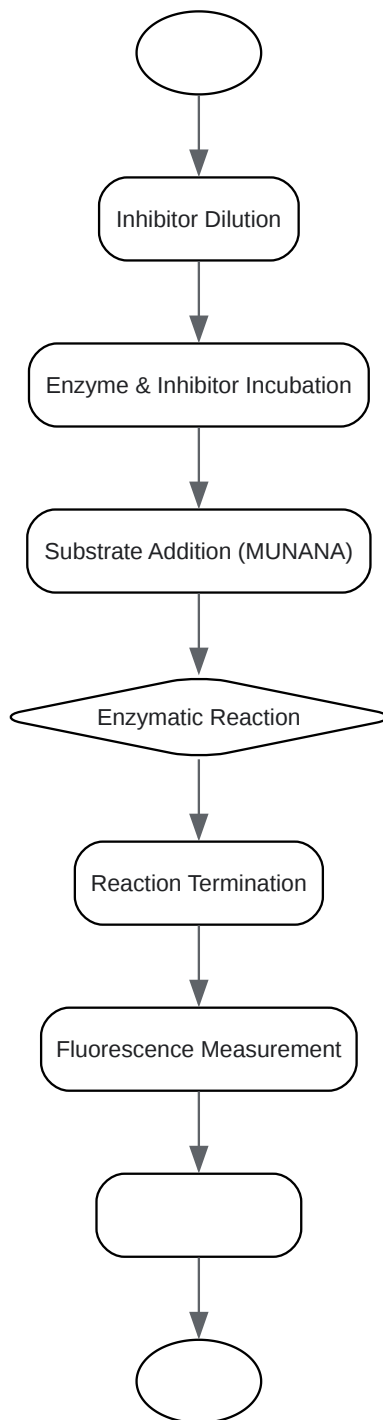 Inhibitor Dilution
Enzyme & Inhibitor Incubation
Substrate Addition (MUNANA)
Enzymatic Reaction
Reaction Termination
Fluorescence Measurement